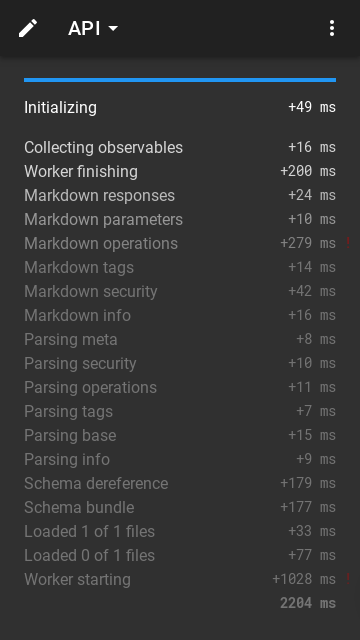 API
Initializing +49 ms
Collecting observables +16 ms
Worker finishing +200 ms
Markdown responses +24 ms
Markdown parameters +10 ms
Markdown operations +279 ms !
Markdown tags +14 ms
Markdown security +42 ms
Markdown info +16 ms
Parsing meta +8 ms
Parsing security +10 ms
Parsing operations +11 ms
Parsing tags +7 ms
Parsing base +15 ms
Parsing info +9 ms
Schema dereference +179 ms
Schema bundle +177 ms
Loaded 1 of 1 files +33 ms
Loaded 0 of 1 files +77 ms
Worker starting +1028 ms !
2204 ms